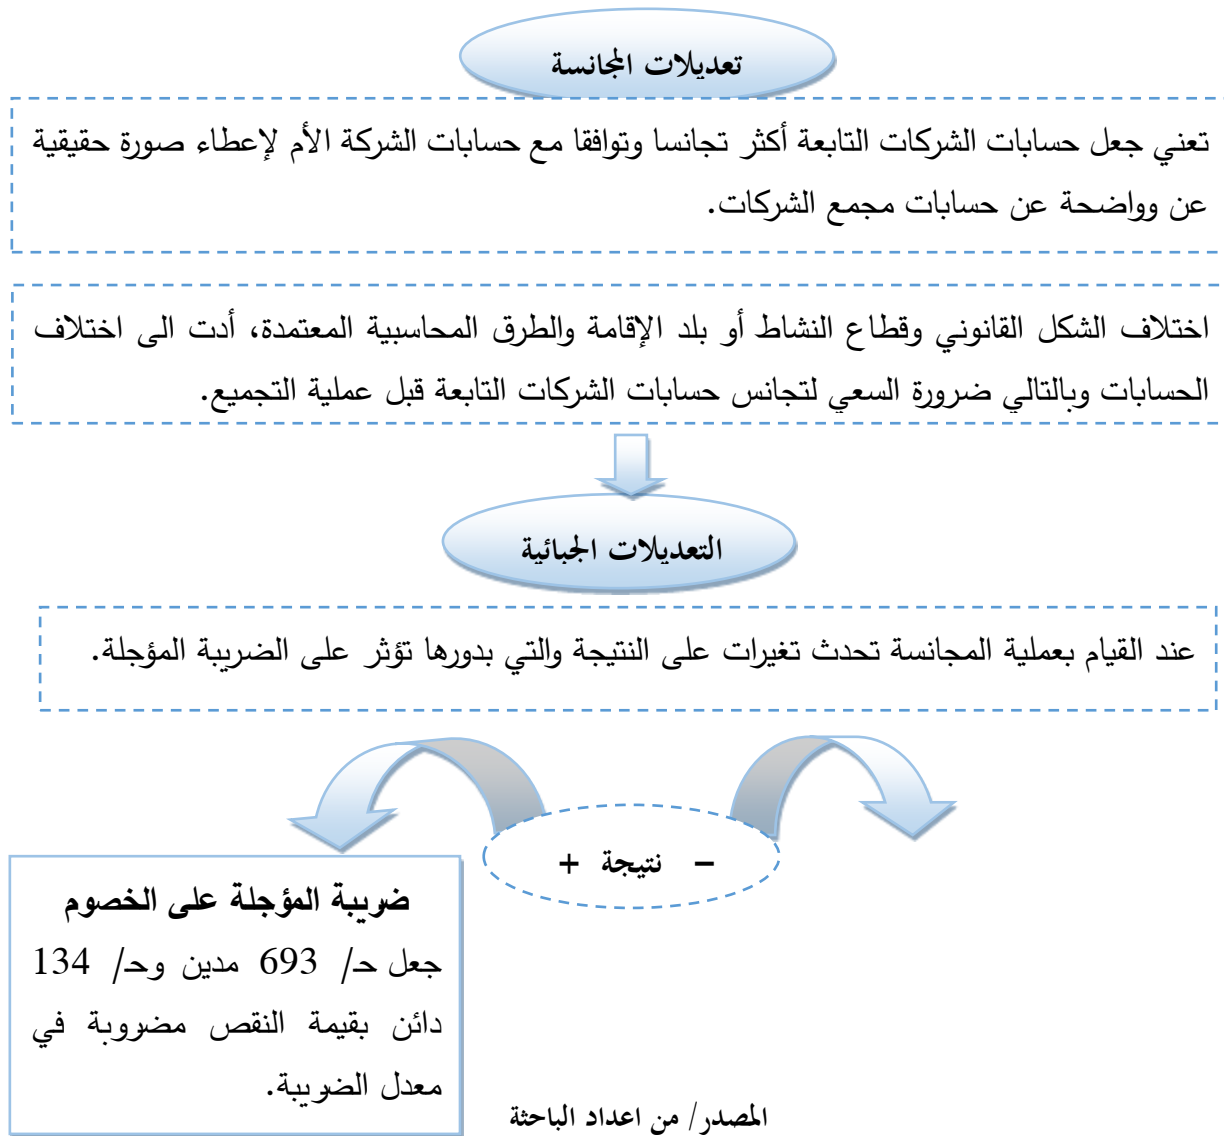 تعديلات المجانسة
تعني جعل حسابات الشركات التابعة أكثر تجانسا وتوافقا مع حسابات الشركة الأم لإعطاء صورة حقيقية
عن وواضحة عن حسابات مجمع الشركات.
اختلاف الشكل القانوني وقطاع النشاط أو بلد الإقامة والطرق المحاسبية المعتمدة، أدت الى اختلاف
الحسابات وبالتالي ضرورة السعي لتجانس حسابات الشركات التابعة قبل عملية التجميع.
التعديلات الجبائية
عند القيام بعملية المجانسة تحدث تغيرات على النتيجة والتي بدورها تؤثر على الضريبة المؤجلة.
- نتيجة +
ضريبة المؤجلة على الخصوم
جعل حـ/ 693 مدين وحـ/ 134
دائن بقيمة النقص مضروبة في
معدل الضريبة.
المصدر/ من اعداد الباحثة